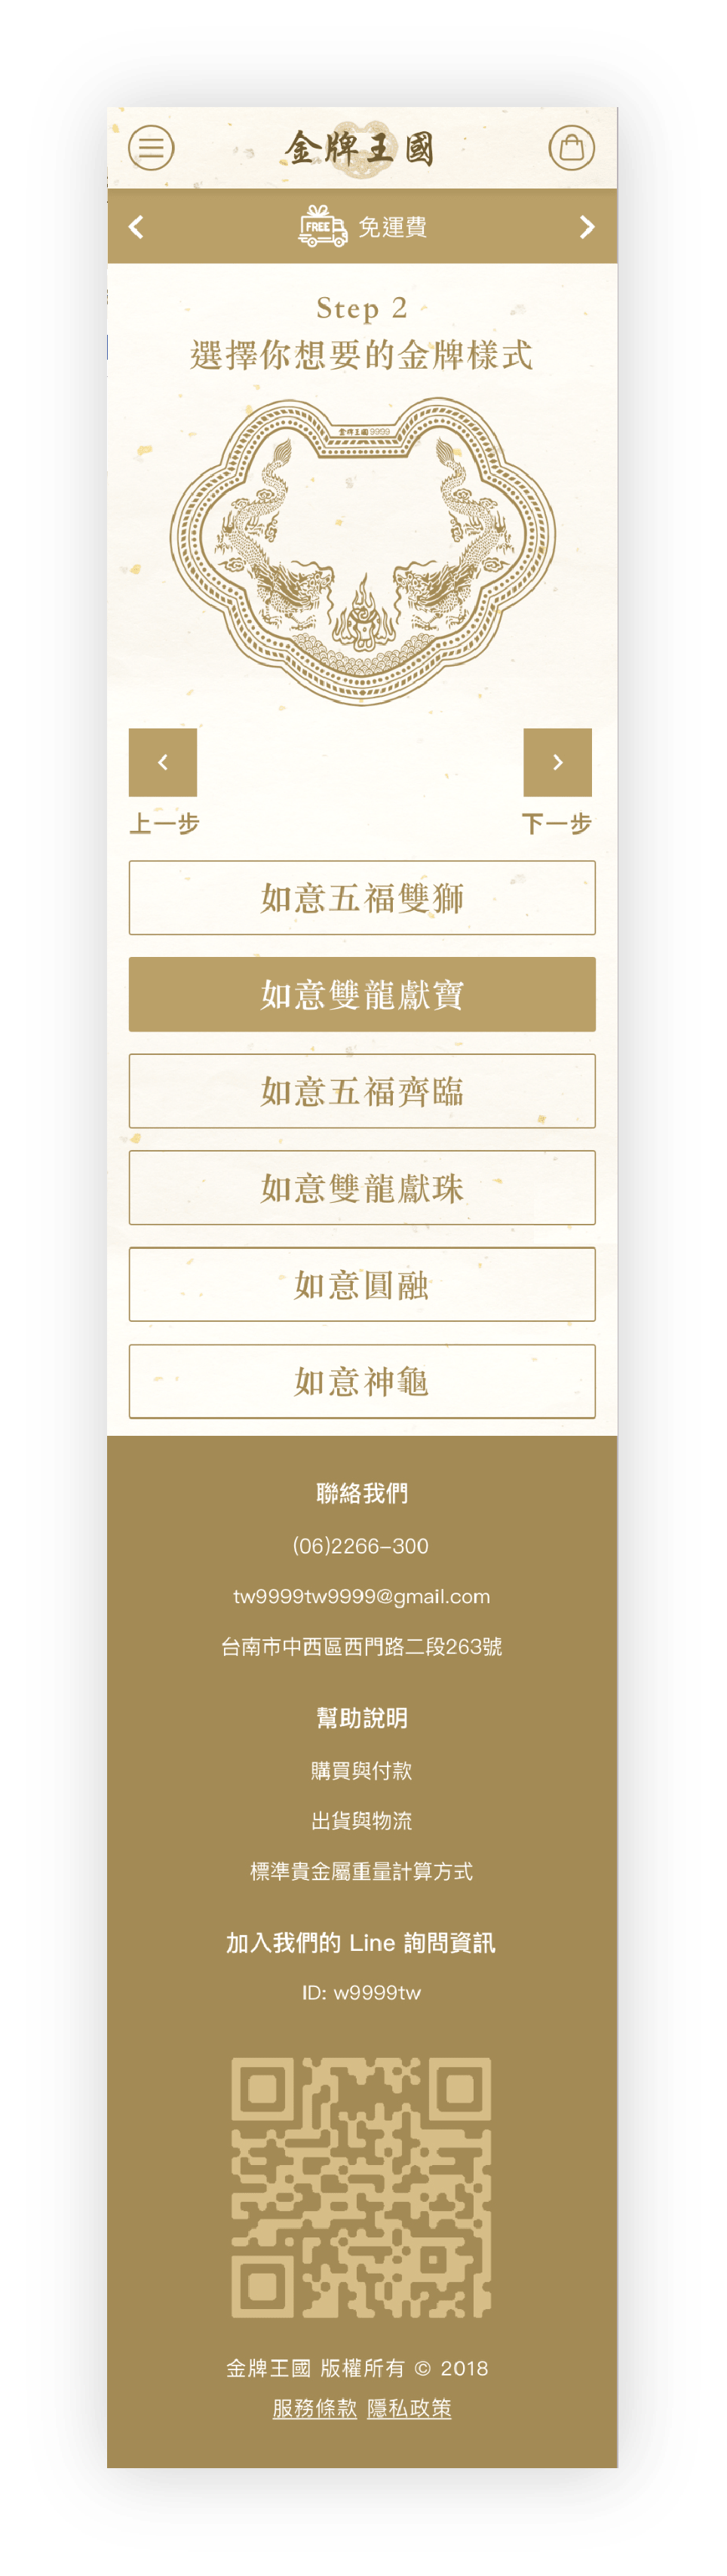 金牌王國
FREE 免運費
Step 2
選擇你想要的金牌樣式
金牌王國9999
上一步 下一步
如意五福雙獅
如意雙龍獻寶
如意五福齊臨
如意雙龍獻珠
如意圓融
如意神龜
聯絡我們
(06)2266-300
tw9999tw9999@gmail.com
台南市中西區西門路二段263號
幫助說明
購買與付款
出貨與物流
標準貴金屬重量計算方式
加入我們的 Line 詢問資訊
ID: w9999tw
金牌王國 版權所有 © 2018
服務條款 隱私政策